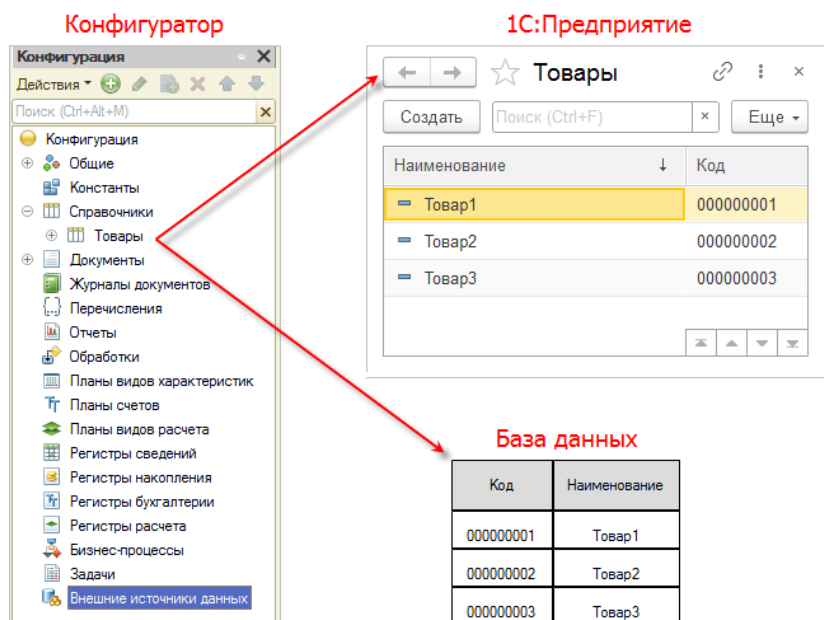 Конфигуратор
Конфигурация
Действия
Поиск (Ctrl+Alt+M)
Конфигурация
Общие
Константы
Справочники
Товары
Документы
Журналы документов
Перечисления
Отчеты
Обработки
Планы видов характеристик
Планы счетов
Планы видов расчета
Регистры сведений
Регистры накопления
Регистры бухгалтерии
Регистры расчета
Бизнес-процессы
Задачи
Внешние источники данных
1С:Предприятие
Товары
Создать Поиск (Ctrl+F) Еще
Наименование Код
Товар1 000000001
Товар2 000000002
Товар3 000000003
База данных
Код Наименование
000000001 Товар1
000000002 Товар2
000000003 Товар3